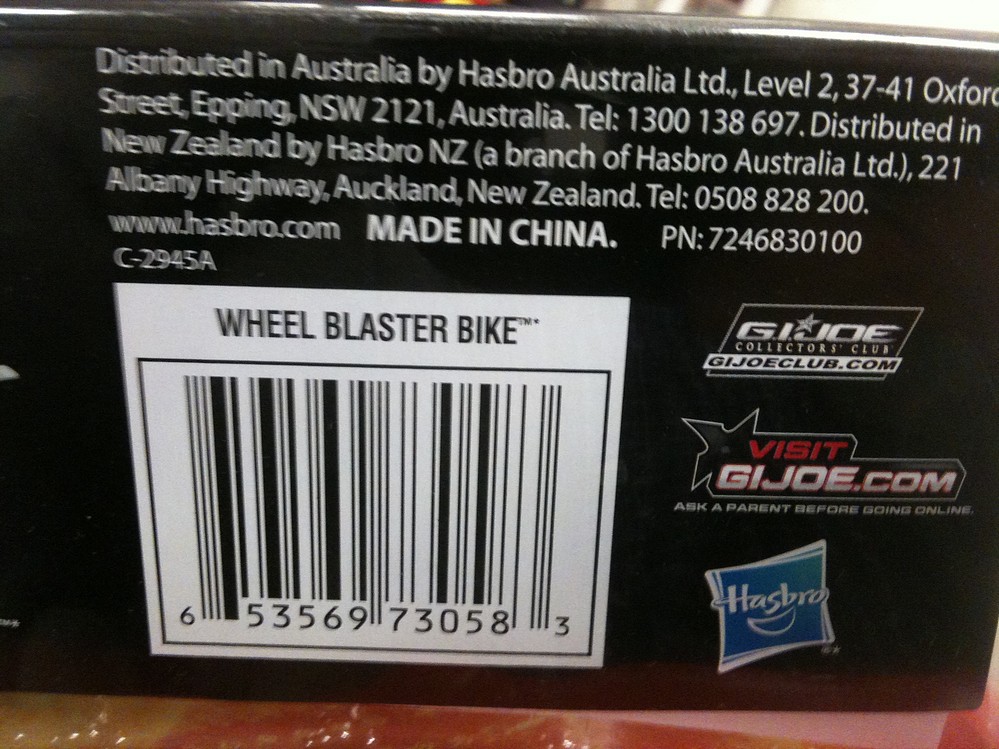 Distributed in Australia by Hasbro Australia Ltd., Level 2, 37-41 Oxford
Street, Epping, NSW 2121, Australia. Tel: 1300 138 697. Distributed in
New Zealand by Hasbro NZ (a branch of Hasbro Australia Ltd.), 221
Albany Highway, Auckland, New Zealand. Tel: 0508 828 200.
www.hasbro.com MADE IN CHINA. PN: 7246830100
C-2945A
WHEEL BLASTER BIKE™*
6 53569 73058 3
G.I. JOE
COLLECTORS' CLUB
GIJOECLUB.COM
VISIT
GIJOE.COM
ASK A PARENT BEFORE GOING ONLINE.
Hasbro
®*
™*